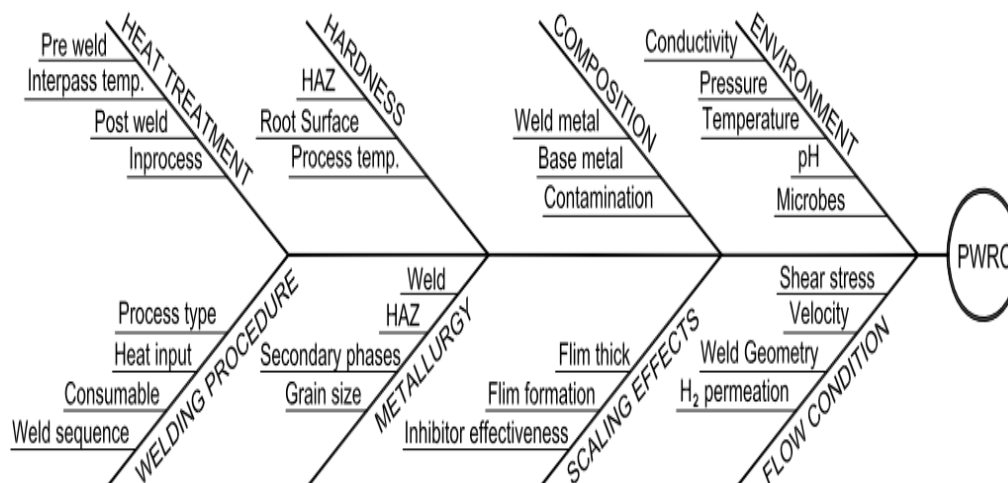 HEAT TREATMENT
Pre weld
Interpass temp.
Post weld
Inprocess
HARDNESS
HAZ
Root Surface
Process temp.
COMPOSITION
Weld metal
Base metal
Contamination
ENVIRONMENT
Conductivity
Pressure
Temperature
pH
Microbes
PWRC
WELDING PROCEDURE
Process type
Heat input
Consumable
Weld sequence
METALLURGY
Weld
HAZ
Secondary phases
Grain size
SCALING EFFECTS
Flim thick
Flim formation
Inhibitor effectiveness
FLOW CONDITION
Shear stress
Velocity
Weld Geometry
H₂ permeation